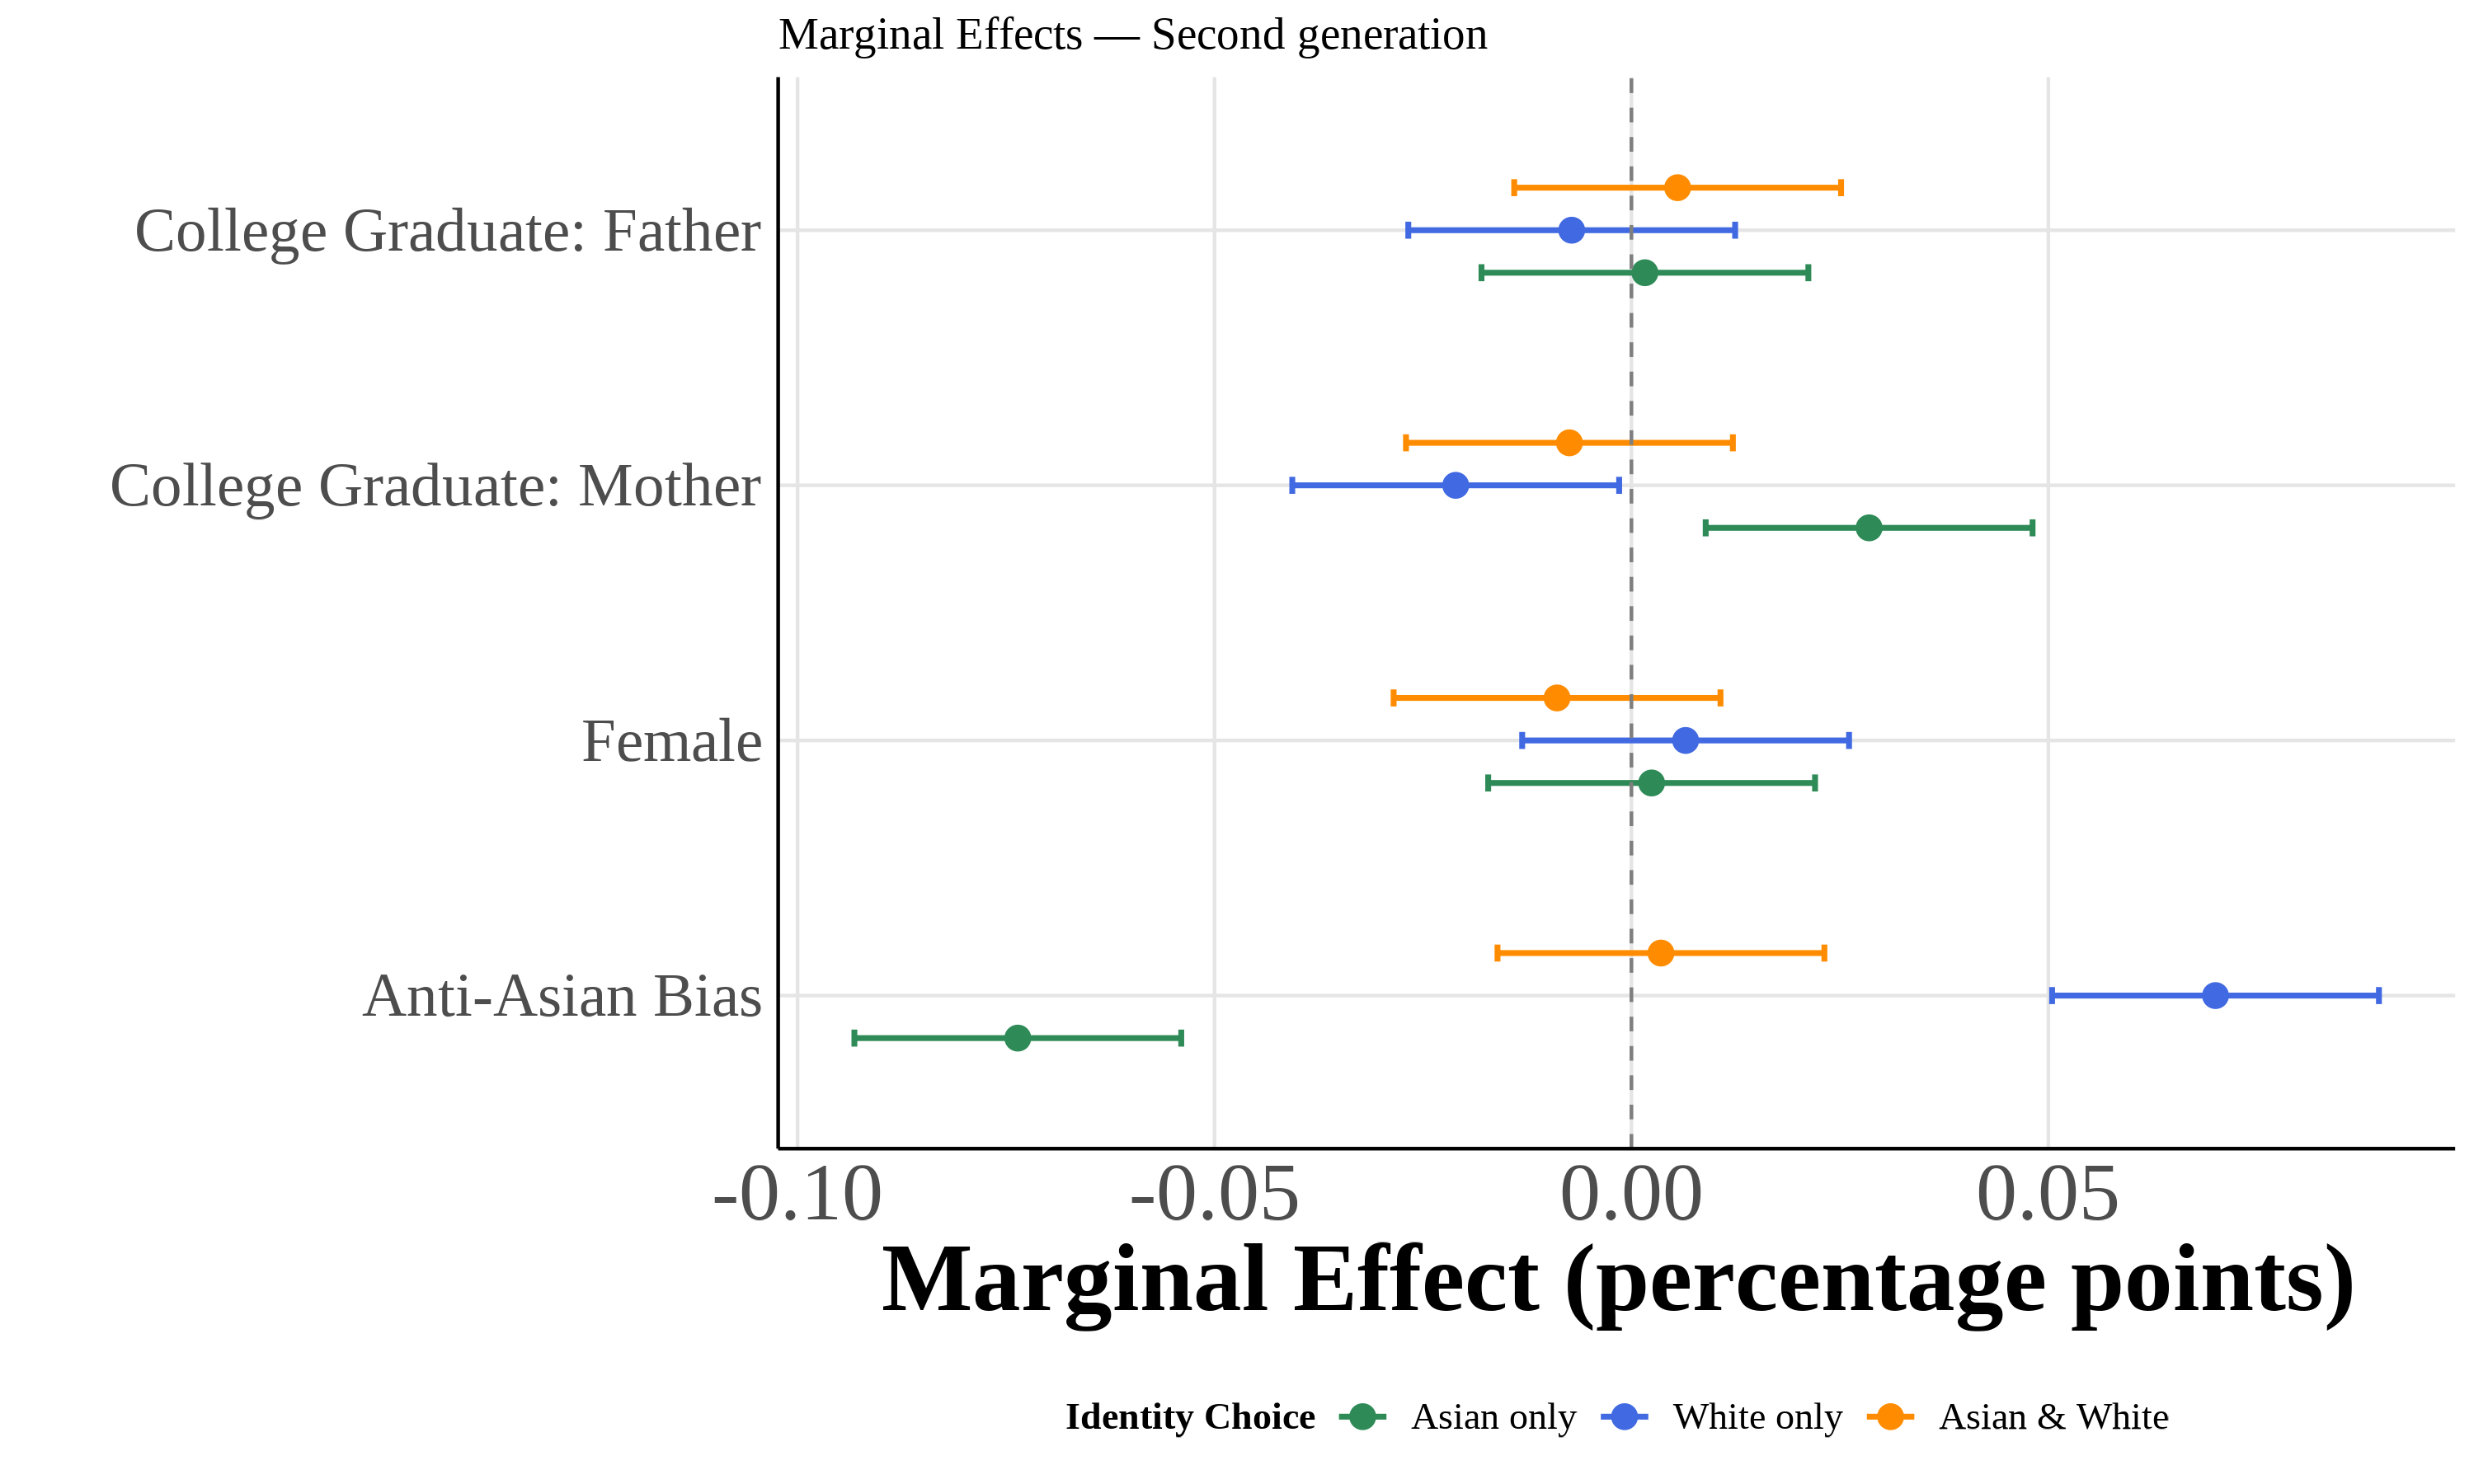 Marginal Effects — Second generation
College Graduate: Father
College Graduate: Mother
Female
Anti-Asian Bias
-0.10 -0.05 0.00 0.05
Marginal Effect (percentage points)
Identity Choice Asian only White only Asian & White